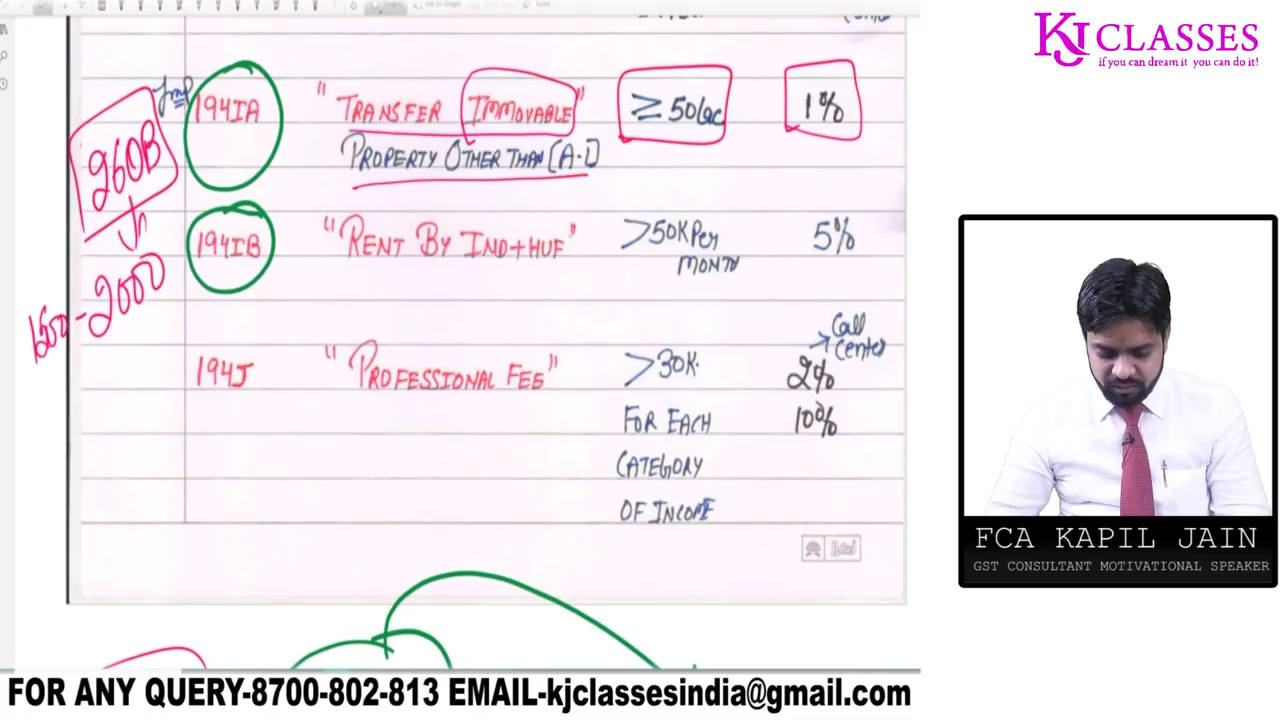 KJ CLASSES
if you can dream it you can do it!
Imp
194IA "TRANSFER IMMOVABLE" ≥ 50Lac 1%
PROPERTY OTHER THAN [A·L]
260B
194IB "RENT BY IND+HUF" >50K Per 5%
MONTH
1500-2000
Call
Center
194J "PROFESSIONAL FEE" >30K· 2%
FOR EACH 10%
CATEGORY
OF INCOME
FCA KAPIL JAIN
GST CONSULTANT MOTIVATIONAL SPEAKER
FOR ANY QUERY-8700-802-813 EMAIL-kjclassesindia@gmail.com